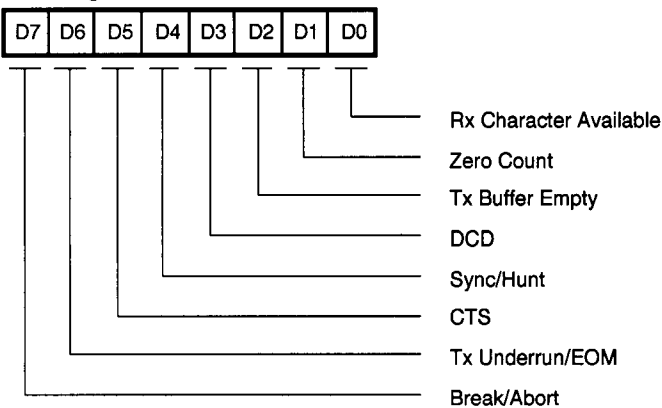 D7 D6 D5 D4 D3 D2 D1 D0
Rx Character Available
Zero Count
Tx Buffer Empty
DCD
Sync/Hunt
CTS
Tx Underrun/EOM
Break/Abort